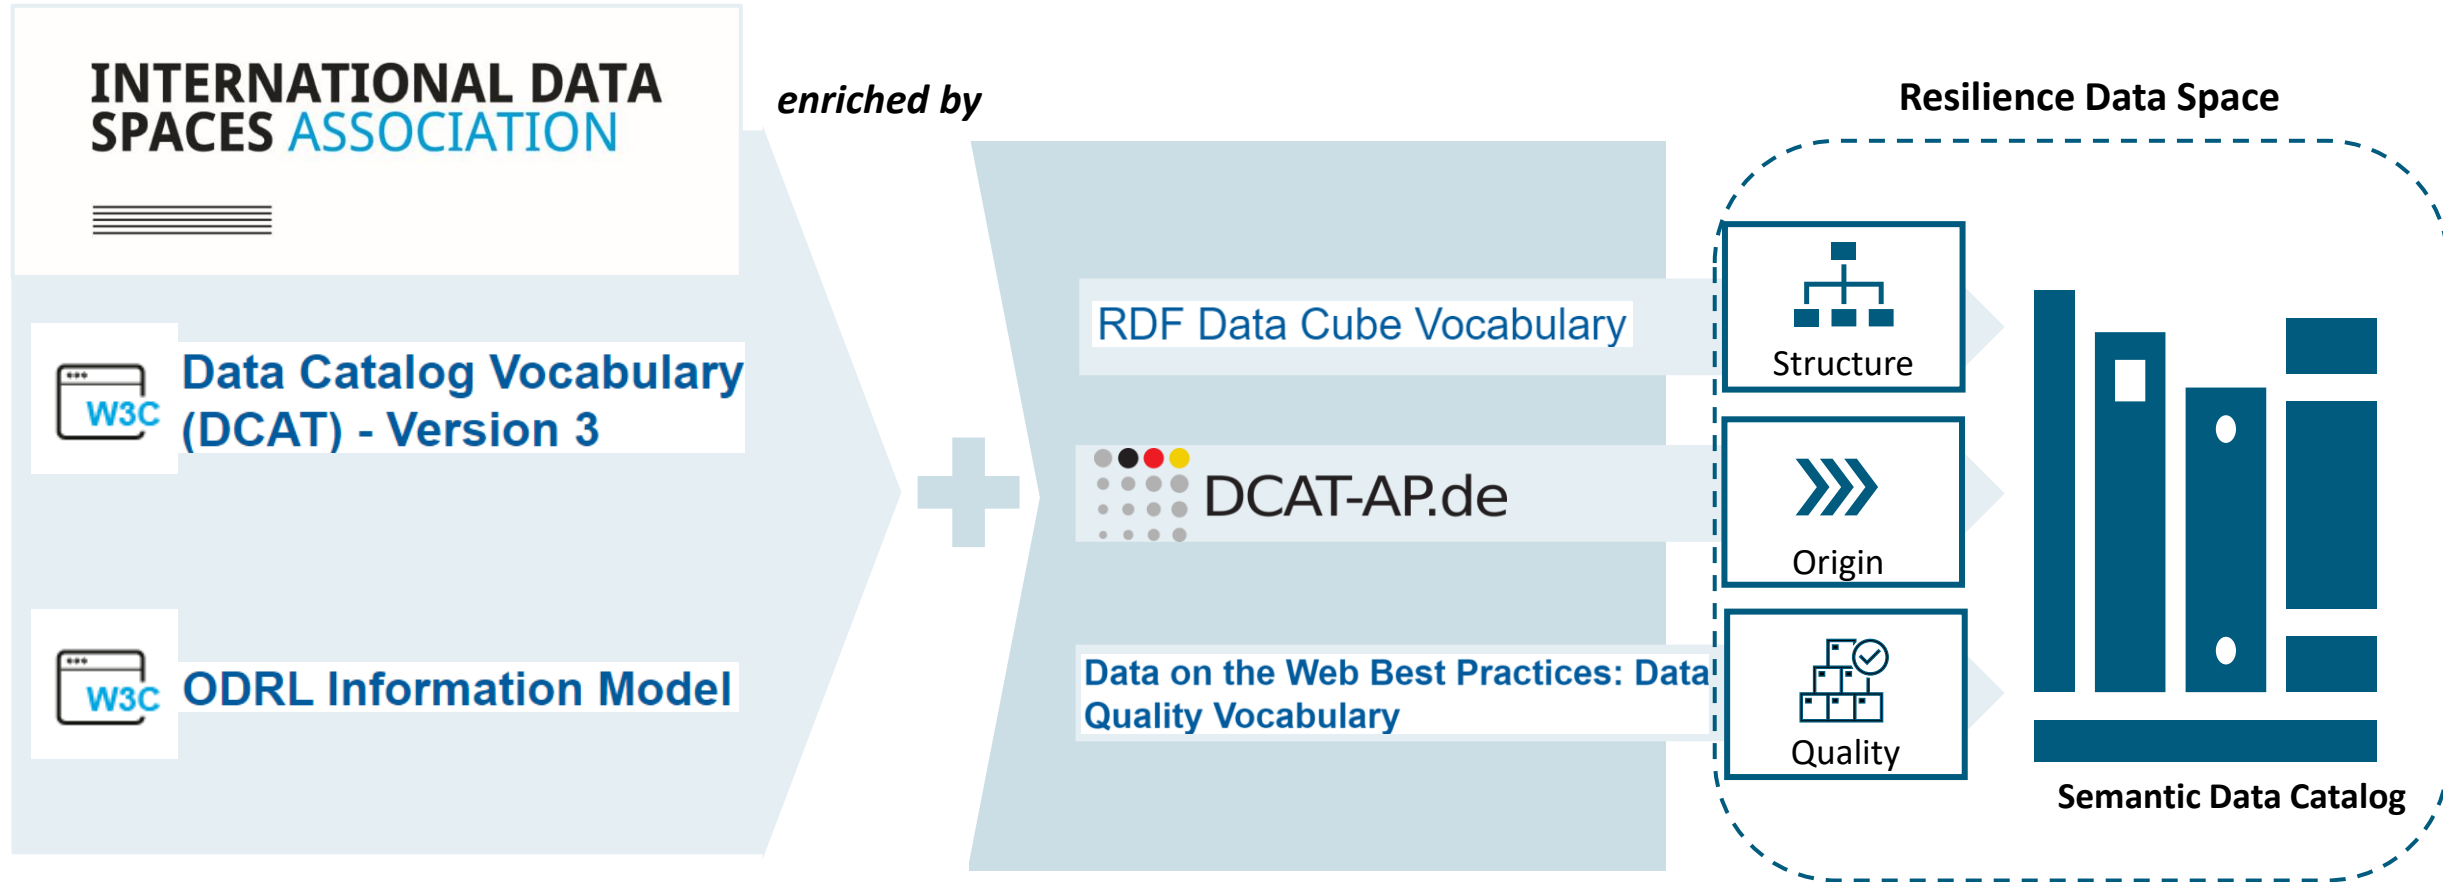 INTERNATIONAL DATA
SPACES ASSOCIATION
enriched by
Resilience Data Space
W3C
Data Catalog Vocabulary
(DCAT) - Version 3
W3C
ODRL Information Model
RDF Data Cube Vocabulary
DCAT-AP.de
Data on the Web Best Practices: Data
Quality Vocabulary
Structure
Origin
Quality
Semantic Data Catalog